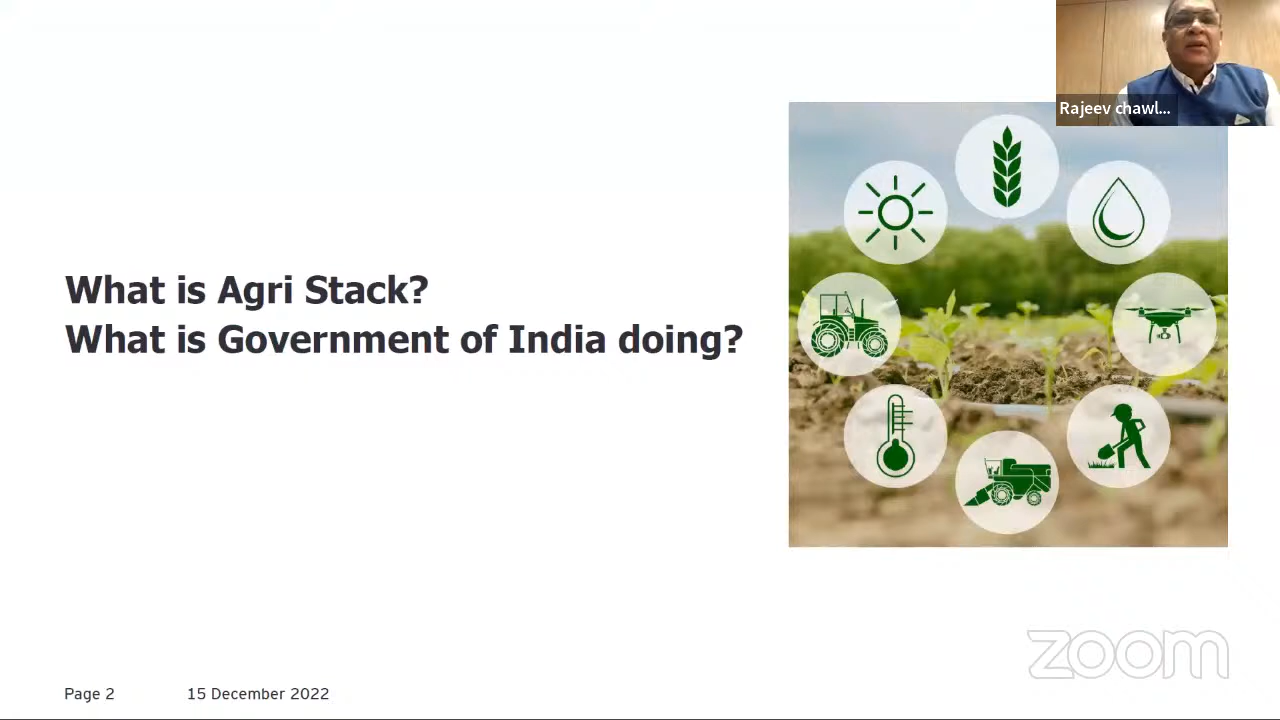 Rajeev chawl...
What is Agri Stack?
What is Government of India doing?
zoom
Page 2
15 December 2022